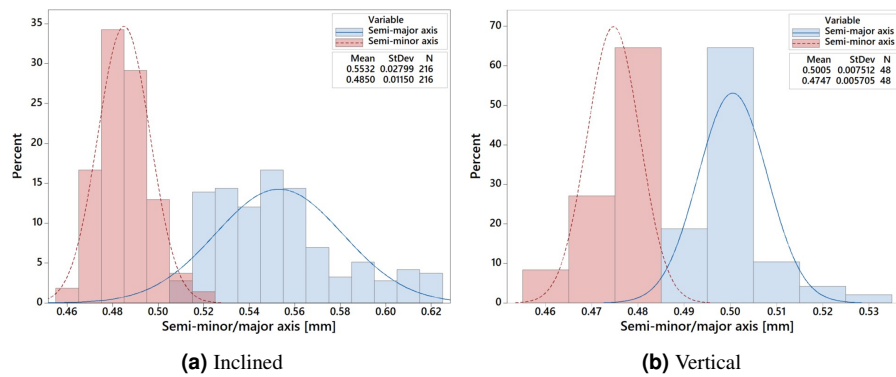 35
30
25
20
15
10
5
0
Percent
0.46 0.48 0.50 0.52 0.54 0.56 0.58 0.60 0.62
Semi-minor/major axis [mm]
Variable
Semi-major axis
Semi-minor axis
Mean StDev N
0.5532 0.02799 216
0.4850 0.01150 216
(a) Inclined
70
60
50
40
30
20
10
0
Percent
0.46 0.47 0.48 0.49 0.50 0.51 0.52 0.53
Semi-minor/major axis [mm]
Variable
Semi-major axis
Semi-minor axis
Mean StDev N
0.5005 0.007512 48
0.4747 0.005705 48
(b) Vertical